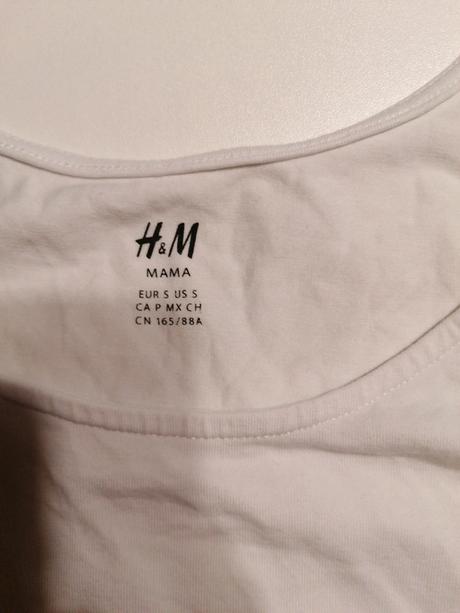 H&M
MAMA
EUR S US S
CA P MX CH
CN 165/88A